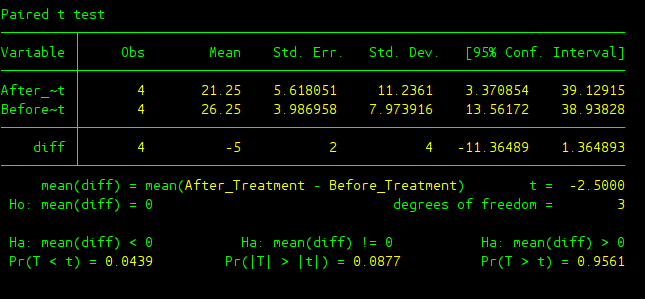 Paired t test
Variable Obs Mean Std. Err. Std. Dev. [95% Conf. Interval]
After_~t 4 21.25 5.618051 11.2361 3.370854 39.12915
Before~t 4 26.25 3.986958 7.973916 13.56172 38.93828
diff 4 -5 2 4 -11.36489 1.364893
mean(diff) = mean(After_Treatment - Before_Treatment) t = -2.5000
Ho: mean(diff) = 0 degrees of freedom = 3
Ha: mean(diff) < 0 Ha: mean(diff) != 0 Ha: mean(diff) > 0
Pr(T < t) = 0.0439 Pr(|T| > |t|) = 0.0877 Pr(T > t) = 0.9561